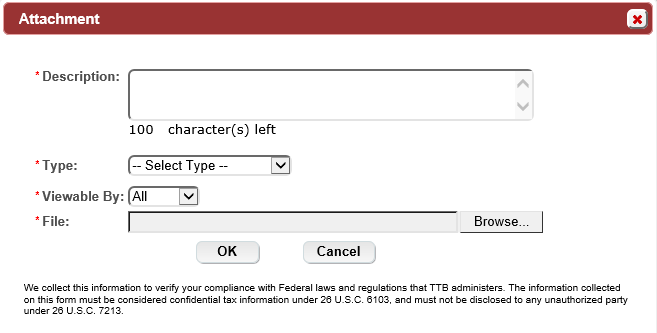 Attachment
* Description:
100 character(s) left
* Type: -- Select Type --
* Viewable By: All
* File: Browse...
OK Cancel
We collect this information to verify your compliance with Federal laws and regulations that TTB administers. The information collected
on this form must be considered confidential tax information under 26 U.S.C. 6103, and must not be disclosed to any unauthorized party
under 26 U.S.C. 7213.